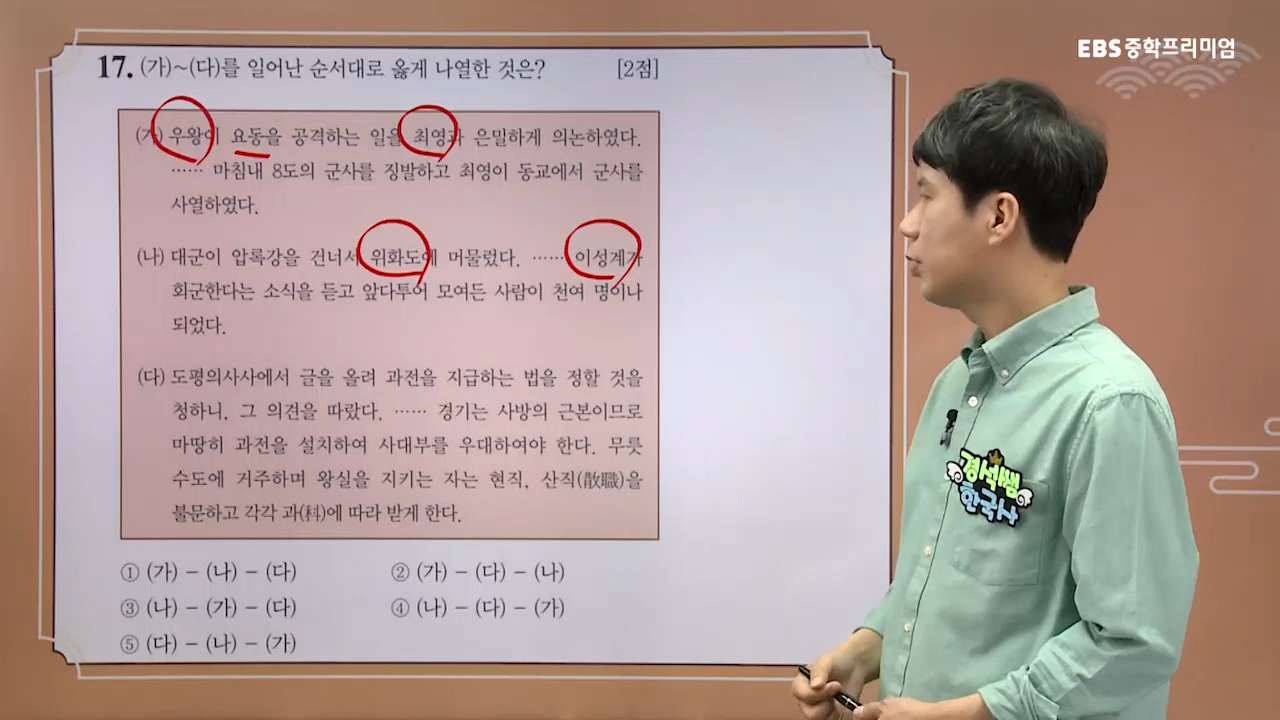 EBS 중학프리미엄
17. (가)~(다)를 일어난 순서대로 옳게 나열한 것은? [2점]
(가) 우왕이 요동을 공격하는 일을 최영과 은밀하게 의논하였다.
…… 마침내 8도의 군사를 징발하고 최영이 동교에서 군사를
사열하였다.
(나) 대군이 압록강을 건너서 위화도에 머물렀다. …… 이성계가
회군한다는 소식을 듣고 앞다투어 모여든 사람이 천여 명이나
되었다.
(다) 도평의사사에서 글을 올려 과전을 지급하는 법을 정할 것을
청하니, 그 의견을 따랐다. …… 경기는 사방의 근본이므로
마땅히 과전을 설치하여 사대부를 우대하여야 한다. 무릇
수도에 거주하며 왕실을 지키는 자는 현직, 산직(散職)을
불문하고 각각 과(科)에 따라 받게 한다.
① (가) - (나) - (다) ② (가) - (다) - (나)
③ (나) - (가) - (다) ④ (나) - (다) - (가)
⑤ (다) - (나) - (가)
경석쌤
한국사